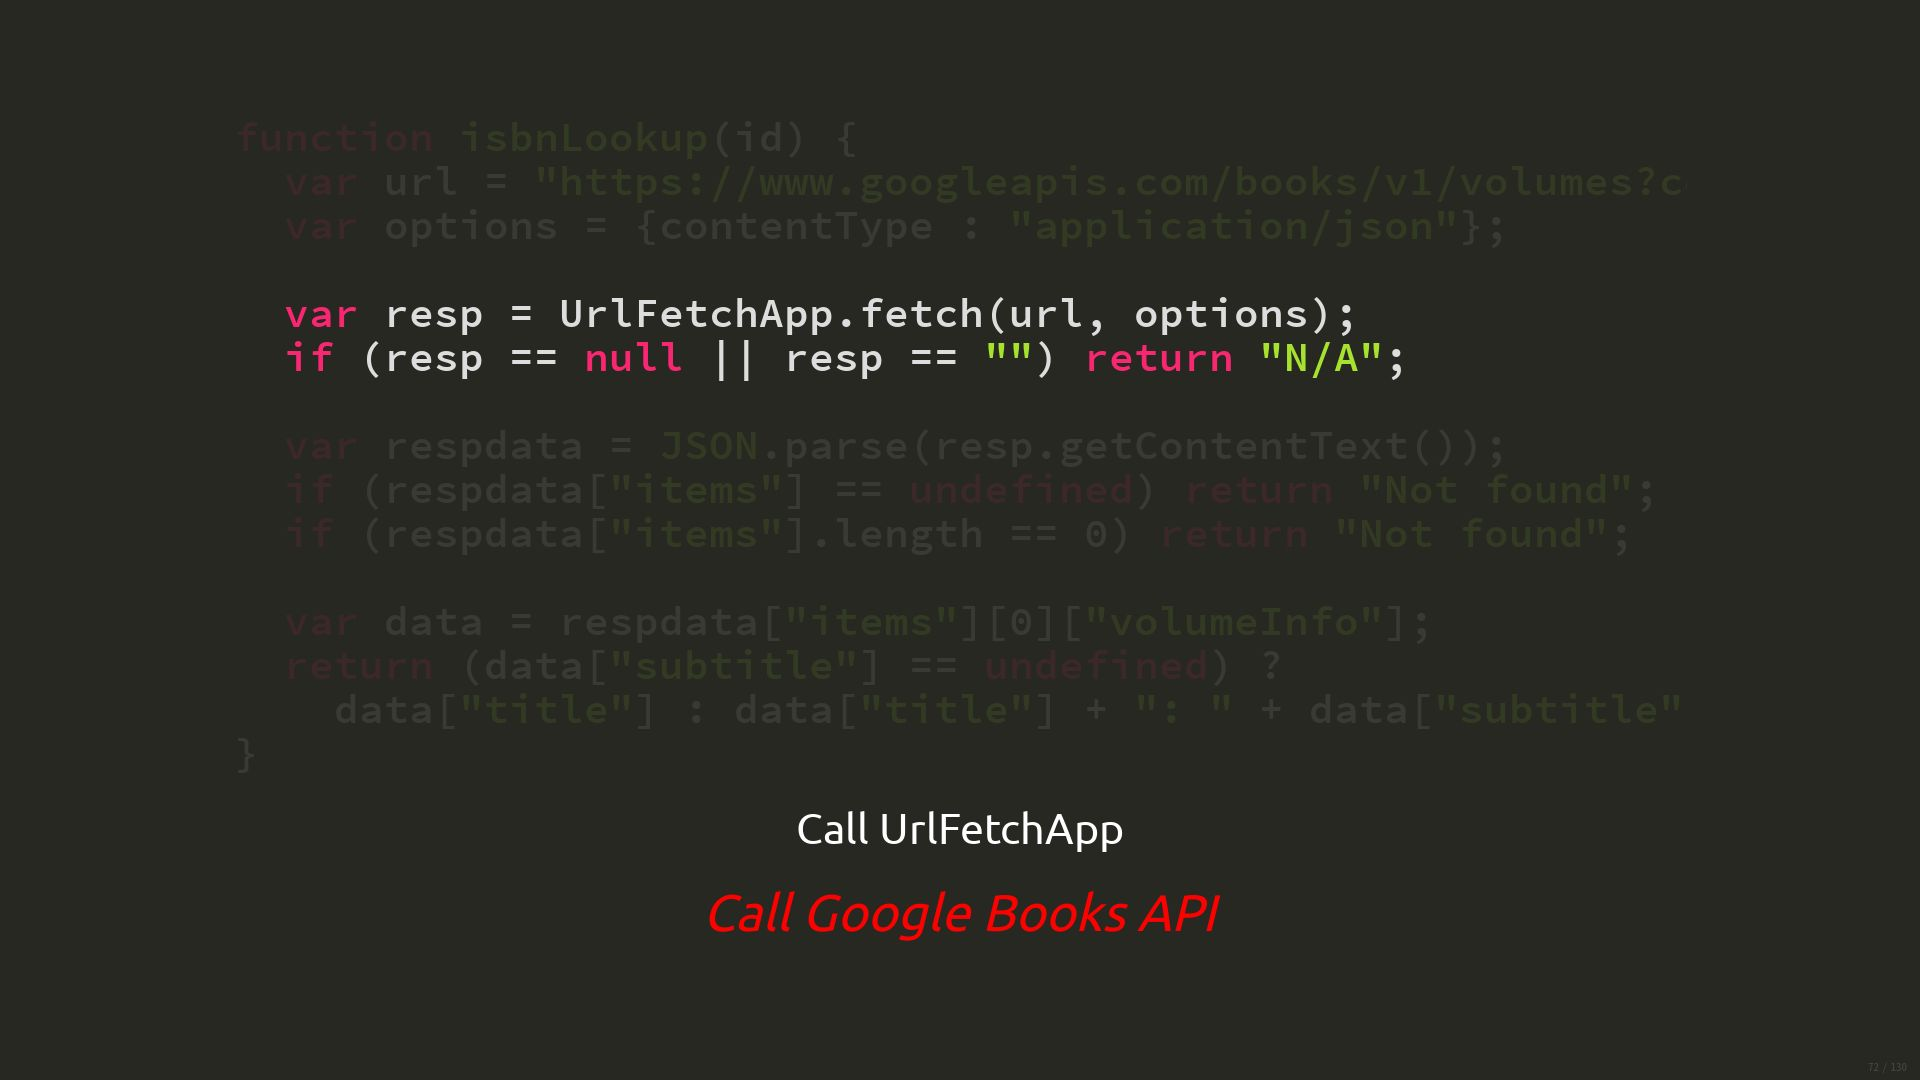 function isbnLookup(id) {
  var url = "https://www.googleapis.com/books/v1/volumes?c
  var options = {contentType : "application/json"};
  var resp = UrlFetchApp.fetch(url, options);
  if (resp == null || resp == "") return "N/A";
  var respdata = JSON.parse(resp.getContentText());
  if (respdata["items"] == undefined) return "Not found";
  if (respdata["items"].length == 0) return "Not found";
  var data = respdata["items"][0]["volumeInfo"];
  return (data["subtitle"] == undefined) ?
    data["title"] : data["title"] + ": " + data["subtitle"
}
Call UrlFetchApp
Call Google Books API
72 / 130